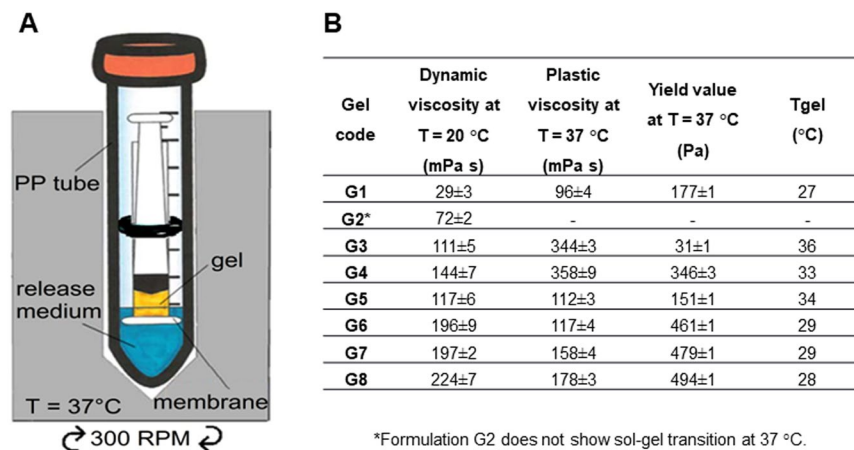 A
PP tube
gel
release
medium
membrane
T = 37°C
300 RPM
B
Gel code Dynamic viscosity at T = 20 °C (mPa s) Plastic viscosity at T = 37 °C (mPa s) Yield value at T = 37 °C (Pa) Tgel (°C)
G1 29±3 96±4 177±1 27
G2* 72±2 - - -
G3 111±5 344±3 31±1 36
G4 144±7 358±9 346±3 33
G5 117±6 112±3 151±1 34
G6 196±9 117±4 461±1 29
G7 197±2 158±4 479±1 29
G8 224±7 178±3 494±1 28
*Formulation G2 does not show sol-gel transition at 37 °C.